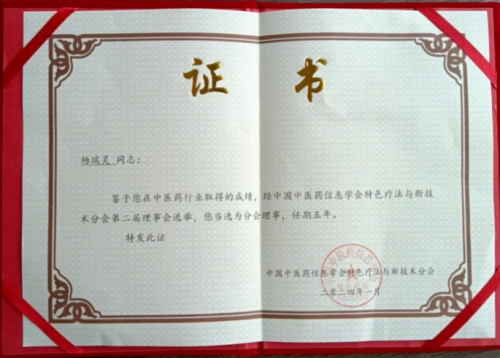 证 书
杨瑞昃 同志：
鉴于您在中医药行业取得的成绩，经中国中医药信息学会特色疗法与新技
术分会第二届理事会选举，您当选为分会理事，任期五年。
特发此证
中国中医药信息学会特色疗法与新技术分会
二〇二四年一月